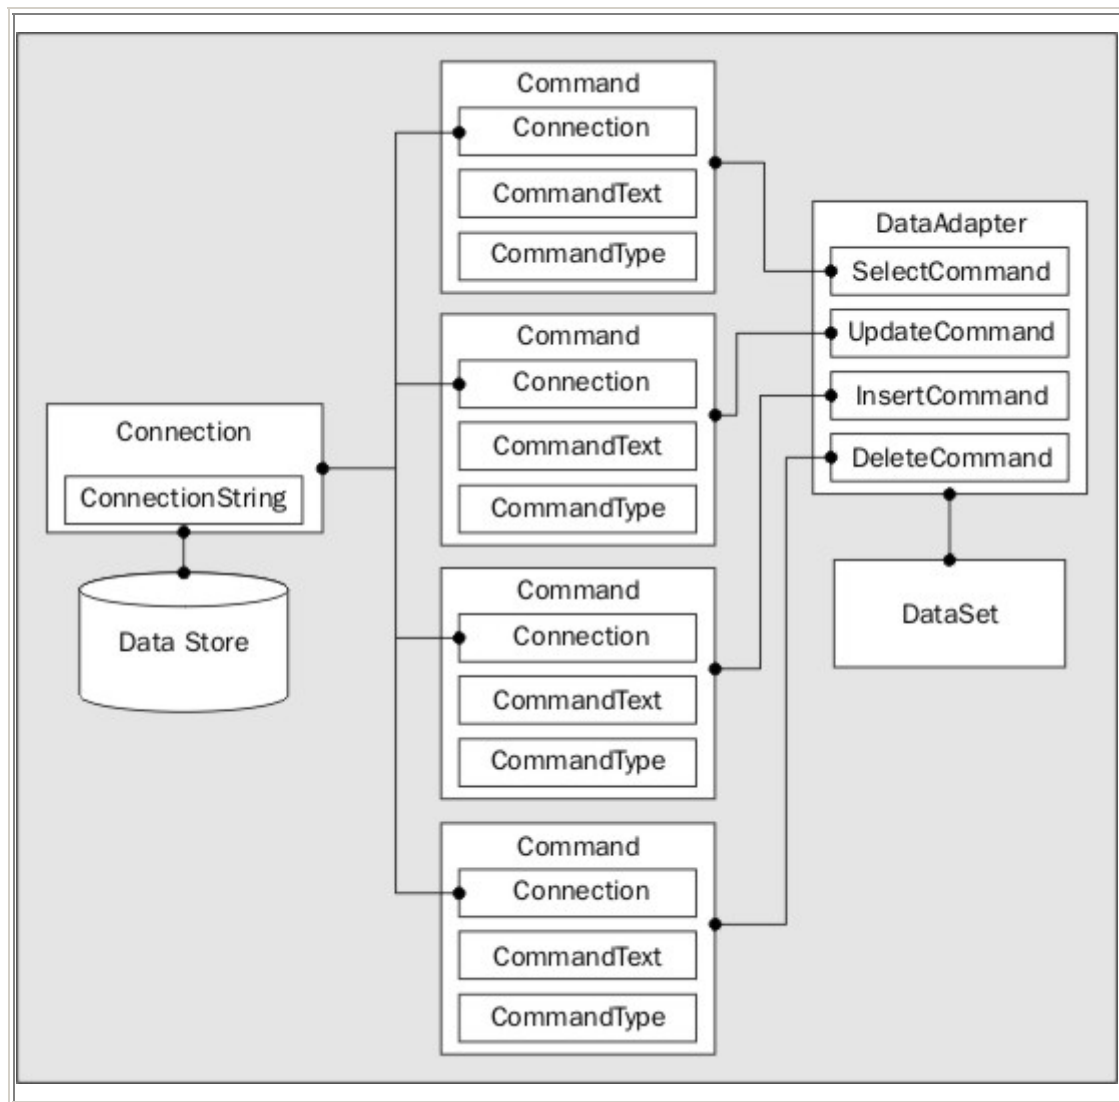 Connection
ConnectionString
Data Store
Command
Connection
CommandText
CommandType
Command
Connection
CommandText
CommandType
Command
Connection
CommandText
CommandType
Command
Connection
CommandText
CommandType
DataAdapter
SelectCommand
UpdateCommand
InsertCommand
DeleteCommand
DataSet